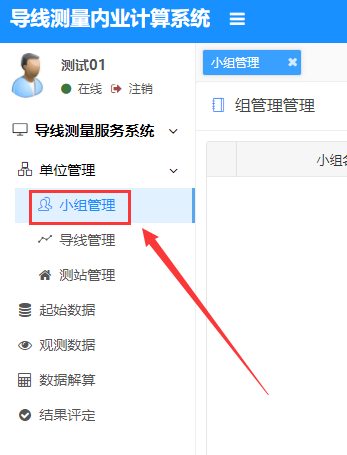 导线测量内业计算系统
测试01
在线 注销
小组管理
组管理管理
导线测量服务系统
单位管理
小组管理
导线管理
测站管理
起始数据
观测数据
数据解算
结果评定
小组名